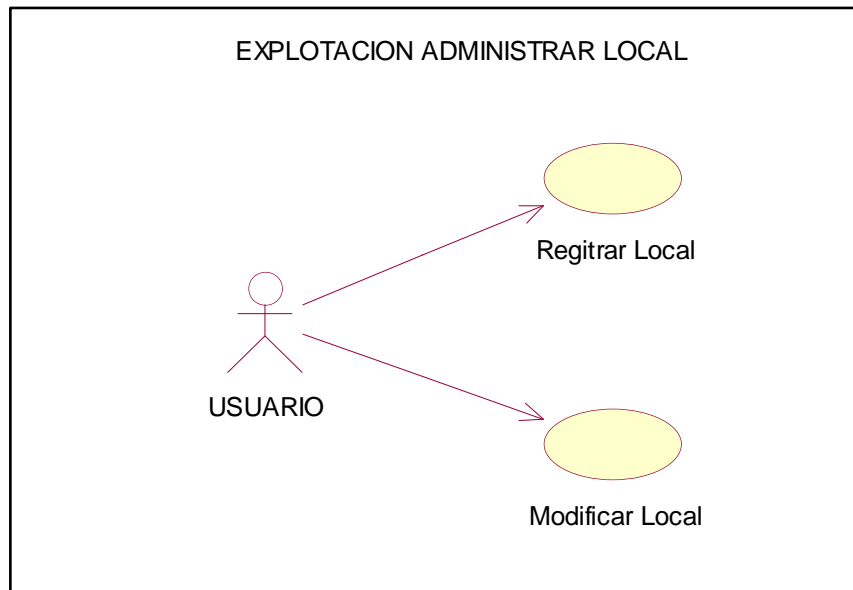 EXPLOTACION ADMINISTRAR LOCAL
Regitrar Local
USUARIO
Modificar Local